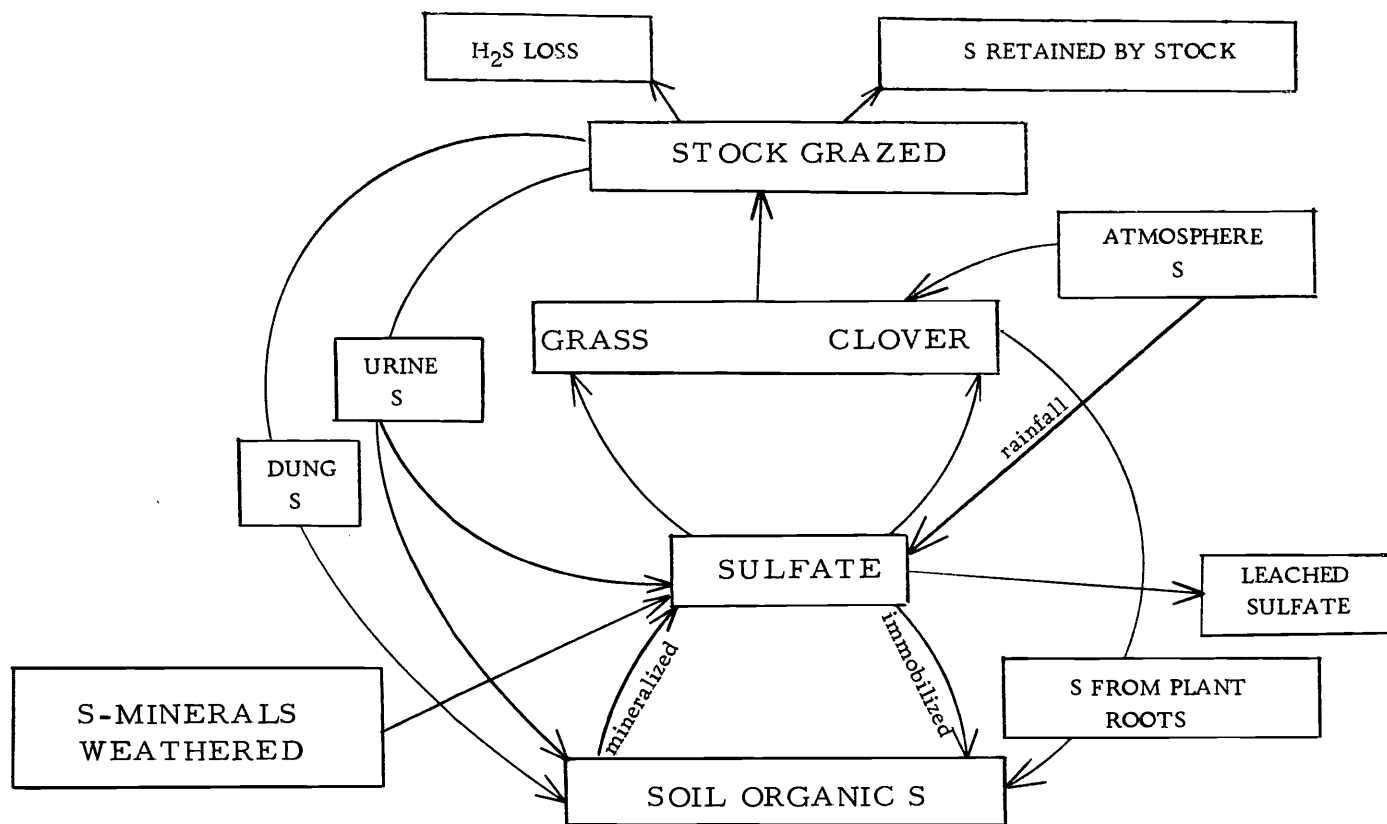 H₂S LOSS
S RETAINED BY STOCK
STOCK GRAZED
ATMOSPHERE
S
GRASS CLOVER
URINE
S
rainfall
DUNG
S
SULFATE
LEACHED
SULFATE
mineralized
immobilized
S FROM PLANT
ROOTS
S-MINERALS
WEATHERED
SOIL ORGANIC S